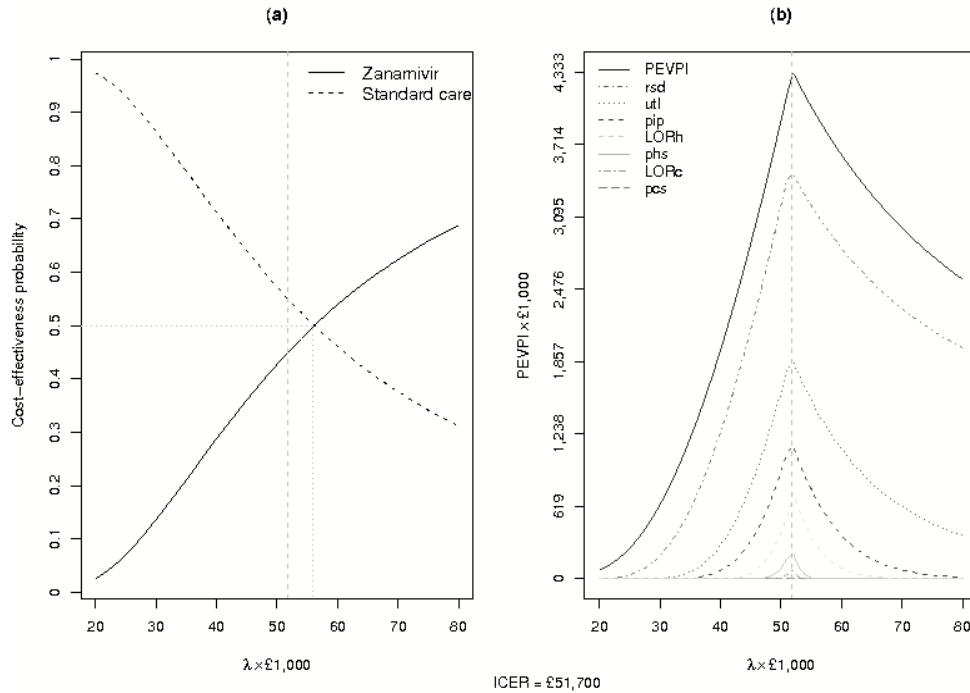 (a)
Cost−effectiveness probability
1
0.9
0.8
0.7
0.6
0.5
0.4
0.3
0.2
0.1
0
Zanamivir
Standard care
20 30 40 50 60 70 80
λ×£1,000
(b)
PEVPI×£1,000
4,333
3,714
3,095
2,476
1,857
1,238
619
0
PEVPI
rsd
utl
pip
LORh
phs
LORc
pcs
20 30 40 50 60 70 80
λ×£1,000
ICER = £51,700